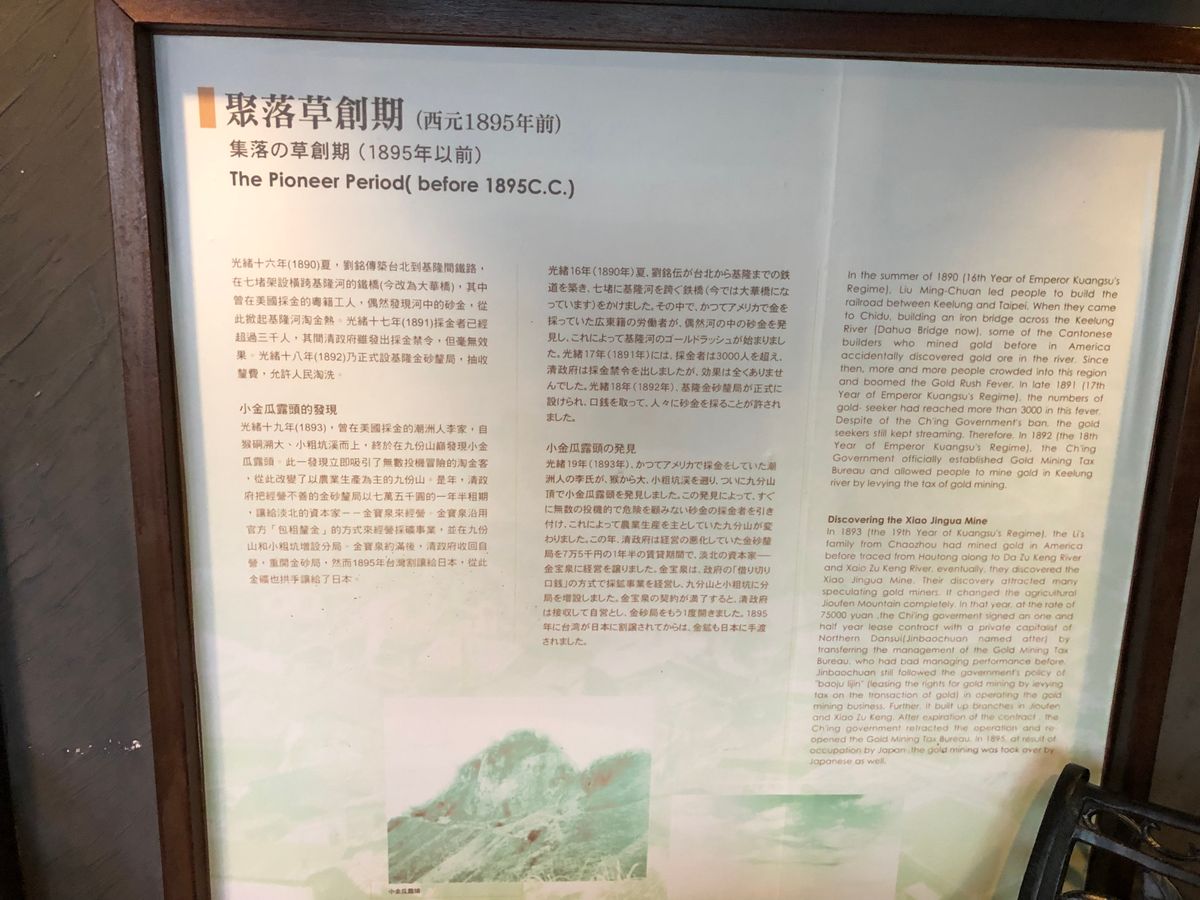 聚落草創期 (西元1895年前)
集落の草創期（1895年以前）
The Pioneer Period( before 1895C.C.)
光緒十六年(1890)夏，劉銘傳築台北到基隆間鐵路，
在七堵架設橫跨基隆河的鐵橋(今改為大華橋)，其中
曾在美國採金的粵籍工人，偶然發現河中的砂金，從
此掀起基隆河淘金熱。光緒十七年(1891)採金者已經
超過三千人，其間清政府雖發出採金禁令，但毫無效
果。光緒十八年(1892)乃正式設基隆金砂釐局，抽收
釐費，允許人民淘洗。
小金瓜露頭的發現
光緒十九年(1893)，曾在美國採金的潮洲人李家，自
猴硐溯大、小粗坑溪而上，終於在九份山巔發現小金
瓜露頭。此一發現立即吸引了無數投機冒險的淘金客
，從此改變了以農業生產為主的九份山。是年，清政
府把經營不善的金砂釐局以七萬五千圓的一年半租期
，讓給淡北的資本家－－金寶泉來經營。金寶泉沿用
官方「包租釐金」的方式來經營採礦事業，並在九份
山和小粗坑增設分局。金寶泉約滿後，清政府收回自
營，重開金砂局，然而1895年台灣割讓給日本，從此
金礦也拱手讓給了日本。
光緒16年(1890年)夏、劉銘伝が台北から基隆までの鉄
道を築き、七堵に基隆河を跨ぐ鉄橋（今では大華橋にな
っています）をかけました。その中で、かつてアメリカで金を
採っていた広東籍の労働者が、偶然河の中の砂金を発
見し、これによって基隆河のゴールドラッシュが始まりまし
た。光緒17年（1891年）には、採金者は3000人を超え、
清政府は採金禁令を出しましたが、効果は全くありませ
んでした。光緒18年（1892年）、基隆金砂釐局が正式に
設けられ、口銭を取って、人々に砂金を採ることが許され
ました。
小金瓜露頭の発見
光緒19年（1893年）、かつてアメリカで採金をしていた潮
洲人の李氏が、猴から大、小粗坑溪を遡り、ついに九分山
頂で小金瓜露頭を発見しました。この発見によって、すぐ
に無数の投機的で危険を顧みない砂金の採金者を引き
付け、これによって農業生産を主としていた九分山が変
わりました。この年、清政府は経営の悪化していた金砂釐
局を7万5千円の1年半の賃貸期間で、淡北の資本家──
金宝泉に経営を譲りました。金宝泉は、政府の「借り切り
口銭」の方式で採鉱事業を経営し、九分山と小粗坑に分
局を増設しました。金宝泉の契約が満了すると、清政府
は接収して自営とし、金砂局をもう1度開きました。1895
年に台湾が日本に割譲されてからは、金鉱も日本に手渡
されました。
In the summer of 1890 (16th Year of Emperor Kuangsu's
Regime), Liu Ming-Chuan led people to build the
railroad between Keelung and Taipei. When they came
to Chidu, building an iron bridge across the Keelung
River (Dahua Bridge now), some of the Cantonese
builders who mined gold before in America
accidentally discovered gold ore in the river. Since
then, more and more people crowded into this region
and boomed the Gold Rush Fever. In late 1891 (17th
Year of Emperor Kuangsu's Regime), the numbers of
gold- seeker had reached more than 3000 in this fever.
Despite of the Ch'ing Government's ban, the gold
seekers still kept streaming. Therefore, in 1892 (the 18th
Year of Emperor Kuangsu's Regime), the Ch'ing
Government officially established Gold Mining Tax
Bureau and allowed people to mine gold in Keelung
river by levying the tax of gold mining.
Discovering the Xiao Jingua Mine
In 1893 (the 19th Year of Kuangsu's Regime), the Li's
family from Chaozhou had mined gold in America
before traced from Houtong along to Da Zu Keng River
and Xaio Zu Keng River, eventually, they discovered the
Xiao Jingua Mine. Their discovery attracted many
speculating gold miners. It changed the agricultural
Jioufen Mountain completely. In that year, at the rate of
75000 yuan ,the Ch'ing goverment signed an one and
half year lease contract with a private capitalist of
Northern Dansui(Jinbaochuan named after) by
transferring the management of the Gold Mining Tax
Bureau, who had bad managing performance before.
Jinbaochuan still followed the gavernment's policy of
"baoju lijin" (leasing the rights for gold mining by levying
tax on the transaction of gold) in operating the gold
mining business. Further, it built up branches in Jioufen
and Xiao Zu Keng. After expiration of the contract , the
Ch'ing government retracted the operation and re-
opened the Gold Mining Tax Bureau. In 1895, at result of
occupation by Japan ,the gold mining was took over by
Japanese as well.
小金瓜露頭